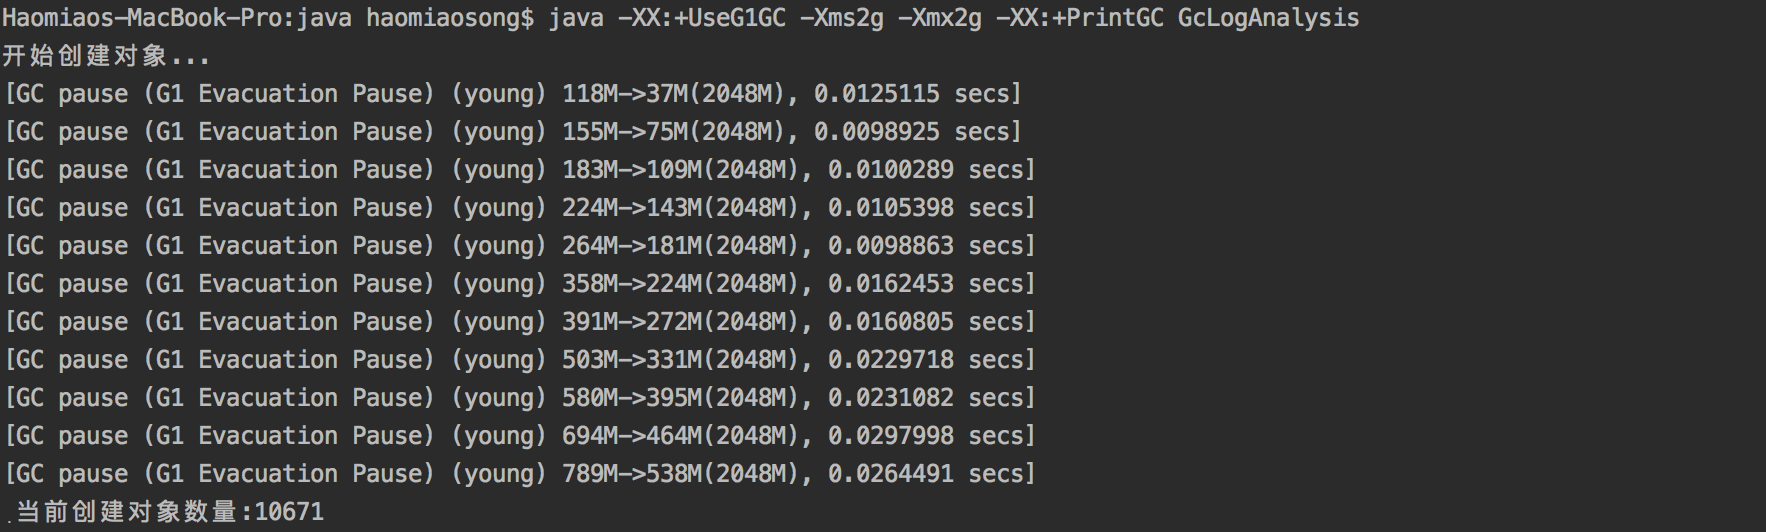 Haomiaos-MacBook-Pro:java haomiaosong$ java -XX:+UseG1GC -Xms2g -Xmx2g -XX:+PrintGC GcLogAnalysis
开始创建对象...
[GC pause (G1 Evacuation Pause) (young) 118M->37M(2048M), 0.0125115 secs]
[GC pause (G1 Evacuation Pause) (young) 155M->75M(2048M), 0.0098925 secs]
[GC pause (G1 Evacuation Pause) (young) 183M->109M(2048M), 0.0100289 secs]
[GC pause (G1 Evacuation Pause) (young) 224M->143M(2048M), 0.0105398 secs]
[GC pause (G1 Evacuation Pause) (young) 264M->181M(2048M), 0.0098863 secs]
[GC pause (G1 Evacuation Pause) (young) 358M->224M(2048M), 0.0162453 secs]
[GC pause (G1 Evacuation Pause) (young) 391M->272M(2048M), 0.0160805 secs]
[GC pause (G1 Evacuation Pause) (young) 503M->331M(2048M), 0.0229718 secs]
[GC pause (G1 Evacuation Pause) (young) 580M->395M(2048M), 0.0231082 secs]
[GC pause (G1 Evacuation Pause) (young) 694M->464M(2048M), 0.0297998 secs]
[GC pause (G1 Evacuation Pause) (young) 789M->538M(2048M), 0.0264491 secs]
当前创建对象数量:10671